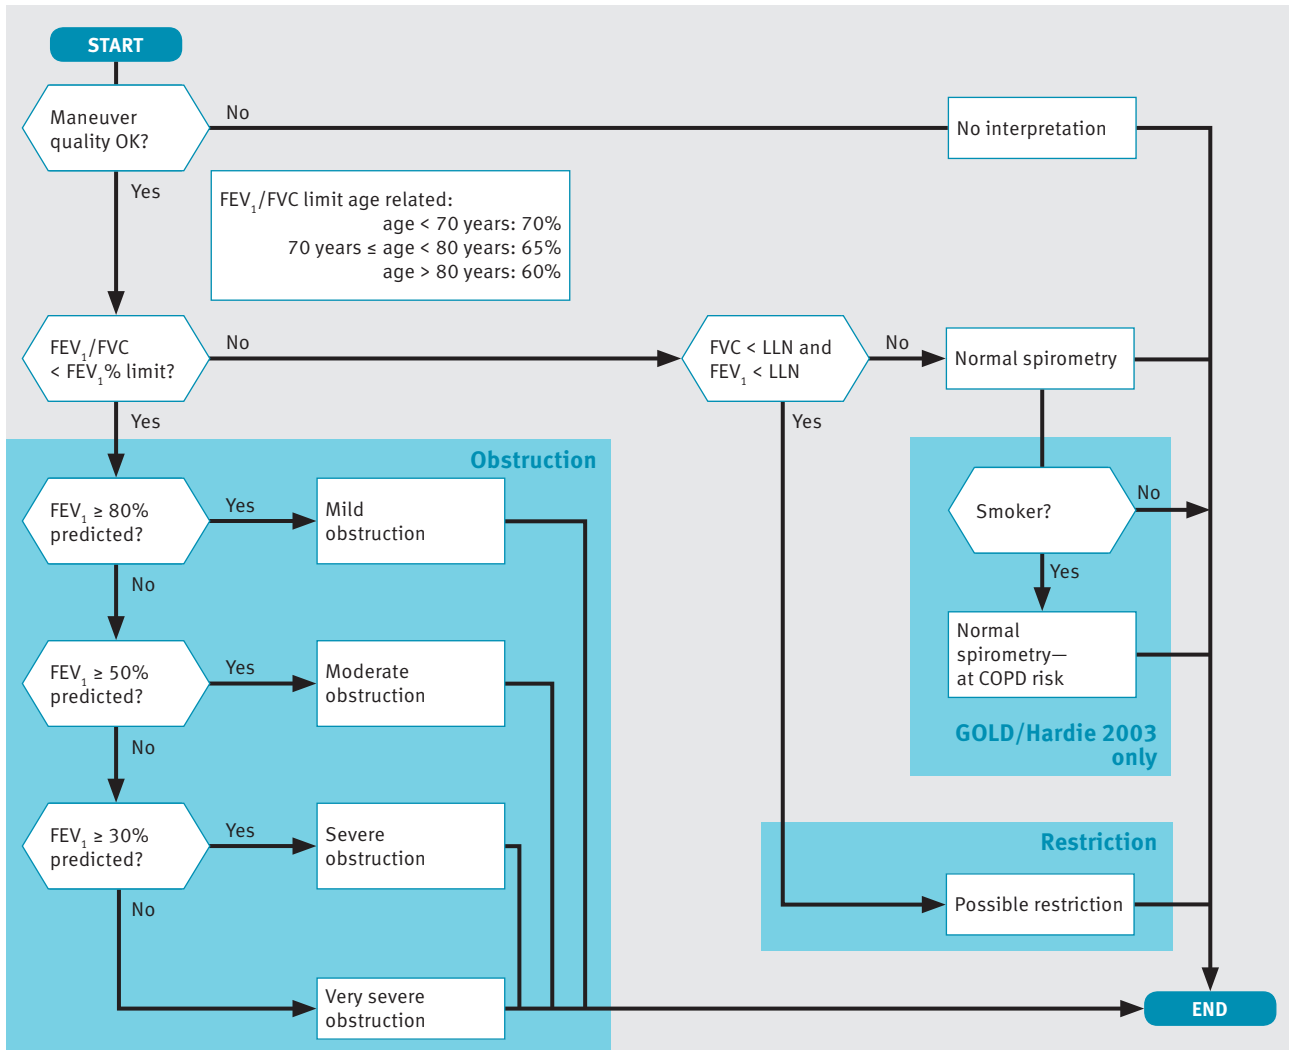 START
Maneuver
quality OK?
No
No interpretation
Yes
FEV₁/FVC limit age related:
age < 70 years: 70%
70 years ≤ age < 80 years: 65%
age > 80 years: 60%
FEV₁/FVC
< FEV₁% limit?
No
FVC < LLN and
FEV₁ < LLN
No
Normal spirometry
Yes
Yes
Obstruction
FEV₁ ≥ 80%
predicted?
Yes
Mild
obstruction
Smoker?
No
No
Yes
FEV₁ ≥ 50%
predicted?
Yes
Moderate
obstruction
Normal
spirometry—
at COPD risk
GOLD/Hardie 2003
only
No
FEV₁ ≥ 30%
predicted?
Yes
Severe
obstruction
Restriction
Possible restriction
No
Very severe
obstruction
END